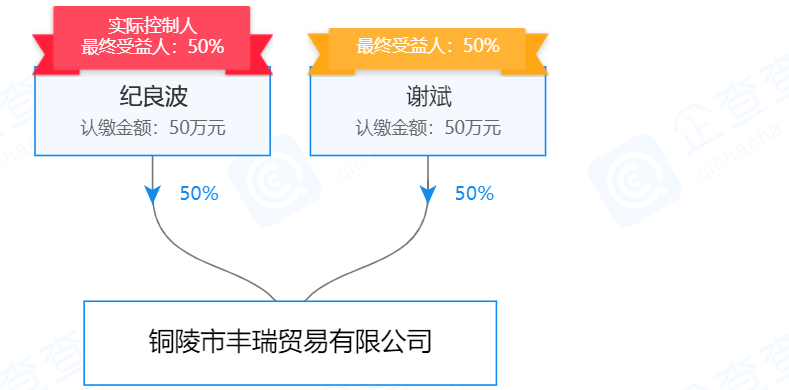 实际控制人
最终受益人：50%
最终受益人：50%
纪良波
认缴金额：50万元
谢斌
认缴金额：50万元
50%
50%
铜陵市丰瑞贸易有限公司
企查查
qichacha